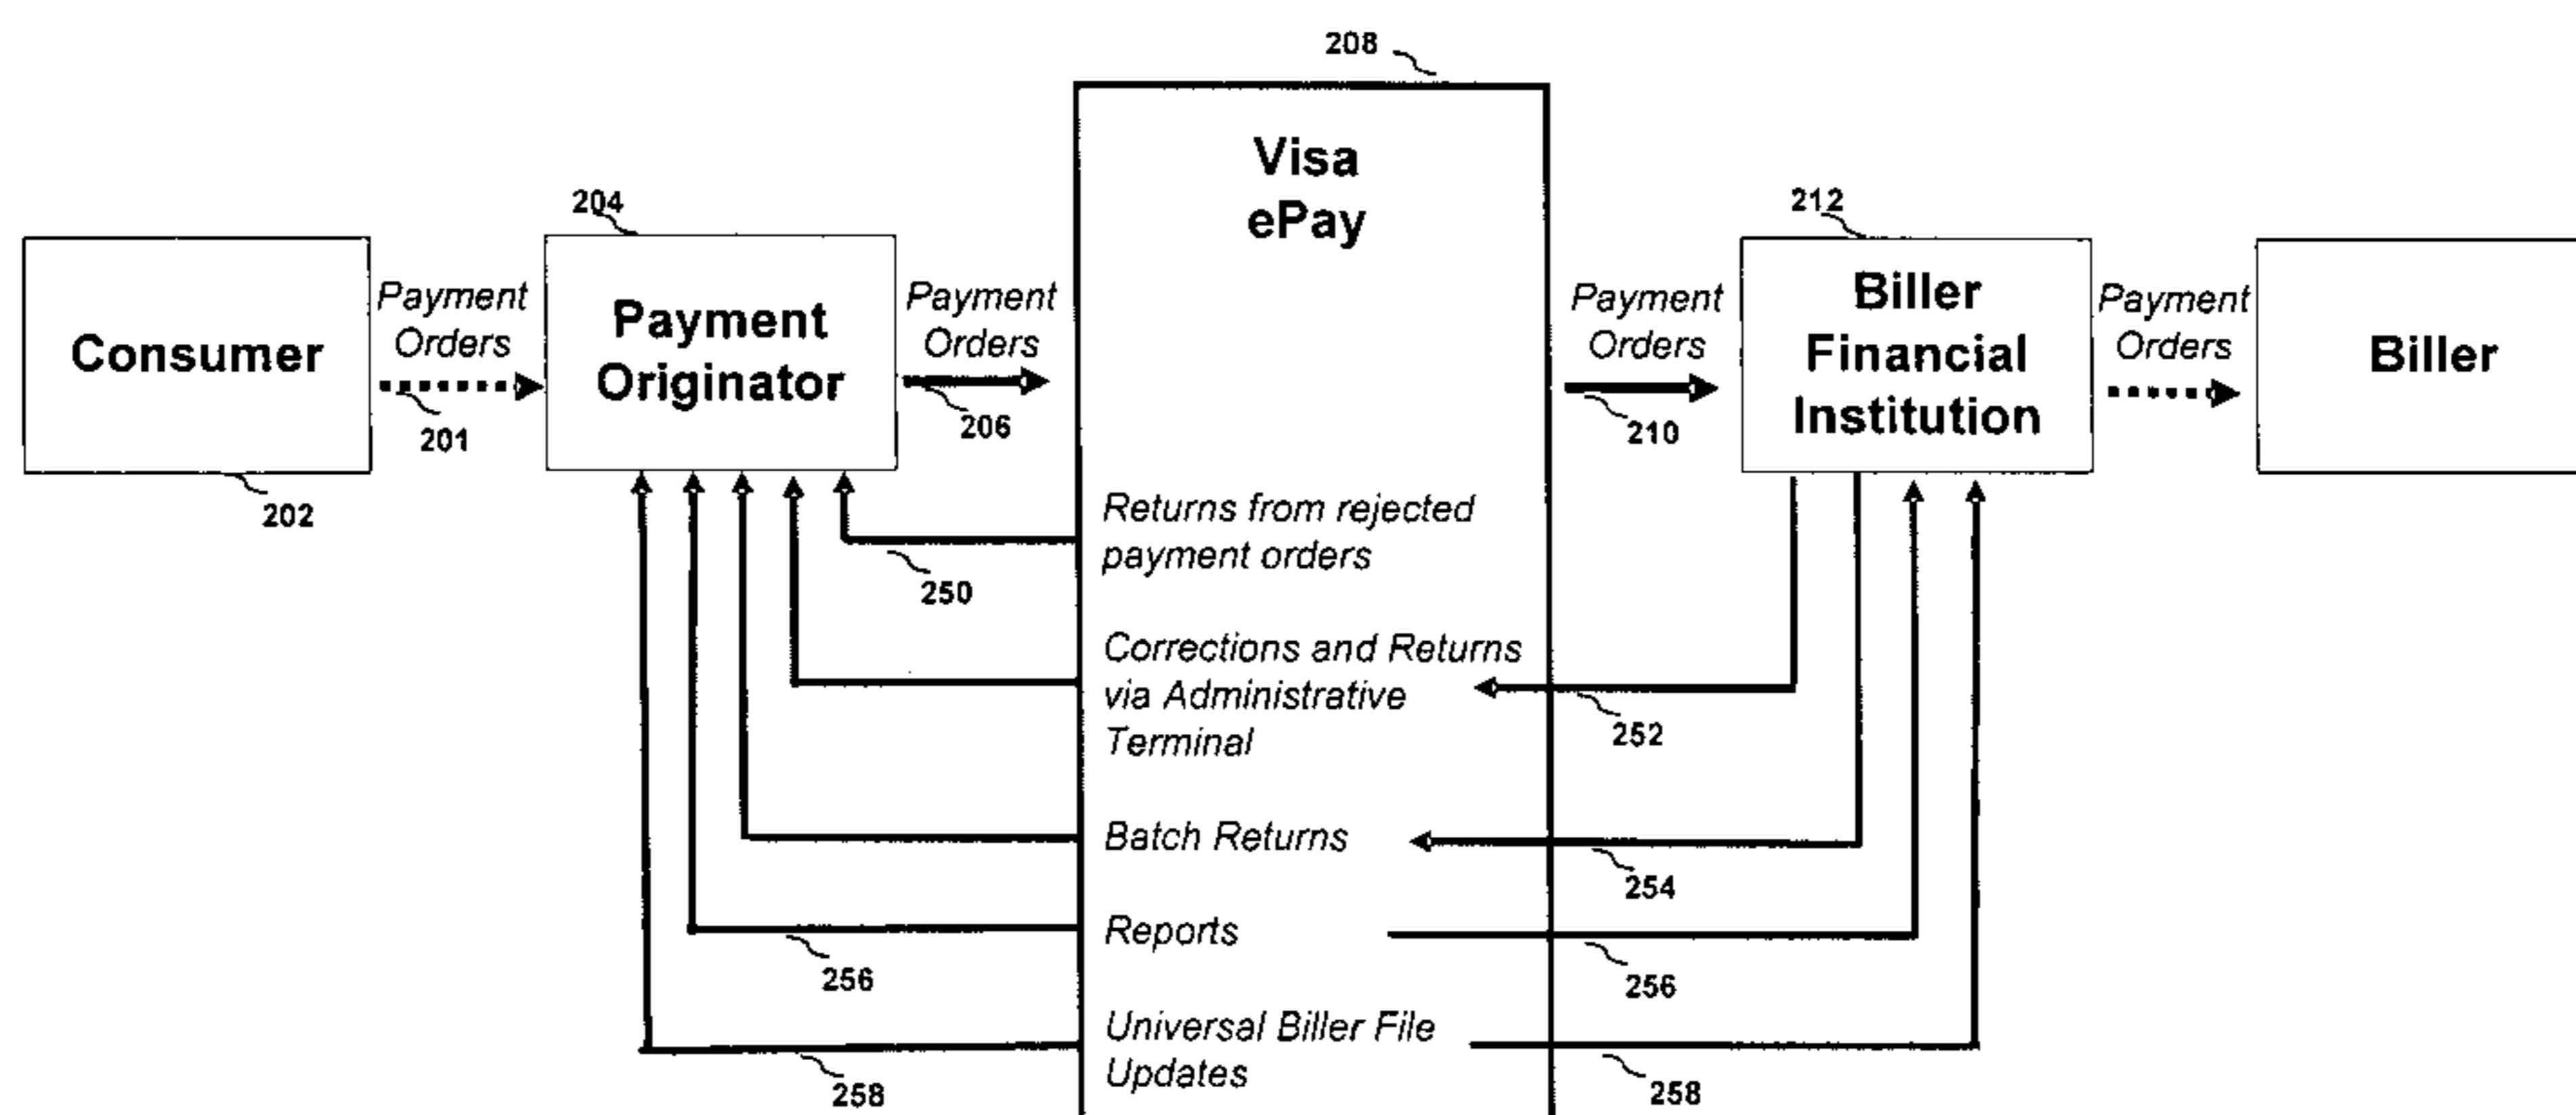 208
Visa
ePay
204
212
Consumer
Payment
Orders
201
202
Payment
Originator
Payment
Orders
206
Payment
Orders
210
Biller
Financial
Institution
Payment
Orders
Biller
Returns from rejected
payment orders
250
Corrections and Returns
via Administrative
Terminal
252
Batch Returns
254
Reports
256
256
Universal Biller File
Updates
258
258